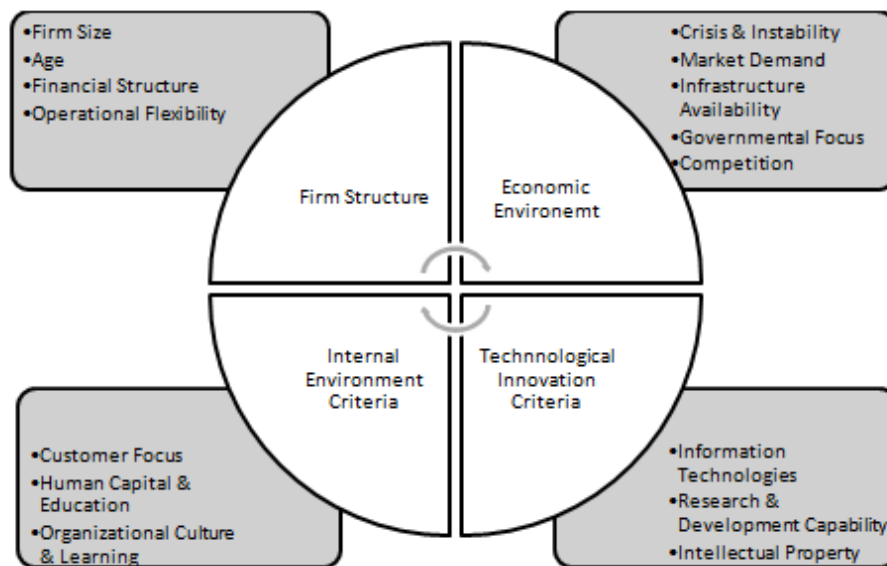 •Firm Size
•Age
•Financial Structure
•Operational Flexibility
•Crisis & Instability
•Market Demand
•Infrastructure
Availability
•Governmental Focus
•Competition
Firm Structure
Economic
Environemt
Internal
Environment
Criteria
Technnological
Innovation
Criteria
•Customer Focus
•Human Capital &
Education
•Organizational Culture
& Learning
•Information
Technologies
•Research &
Development Capability
•Intellectual Property